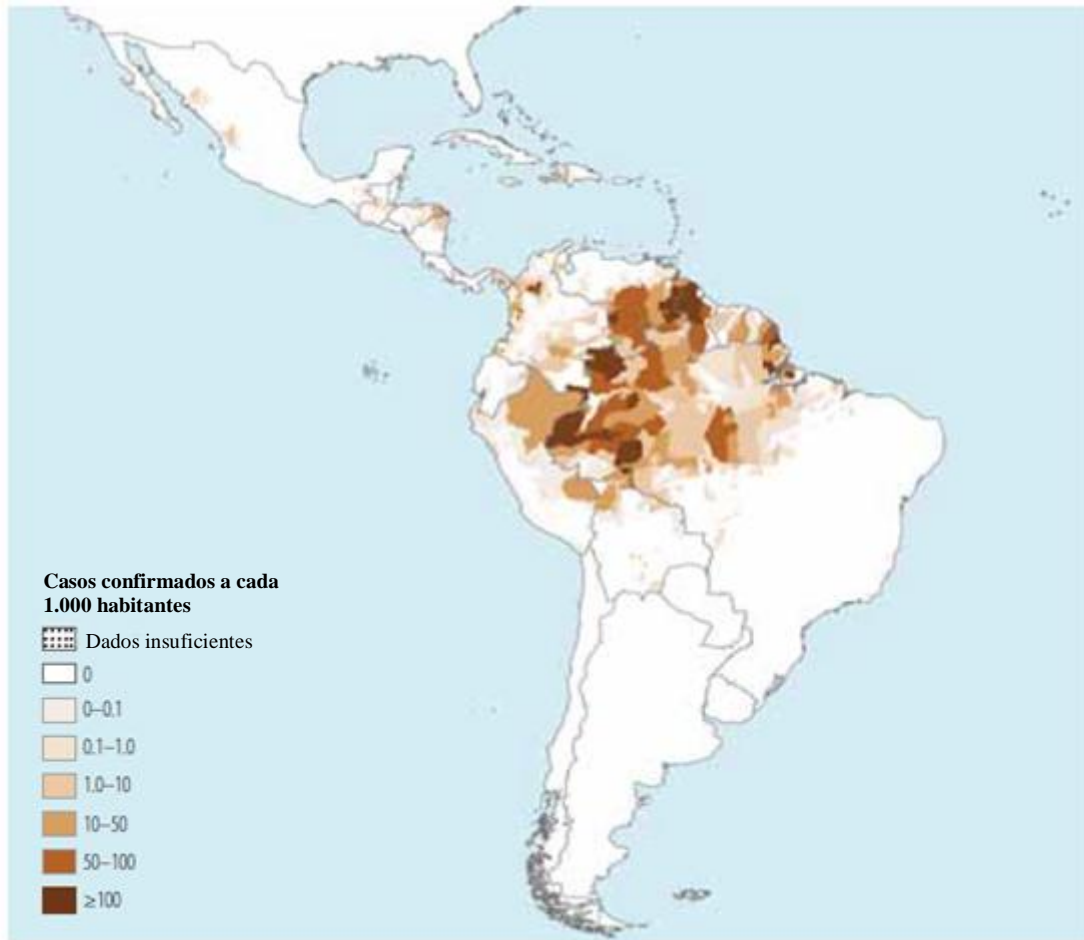 Casos confirmados a cada
1.000 habitantes
Dados insuficientes
0
0–0.1
0.1–1.0
1.0–10
10–50
50–100
≥100